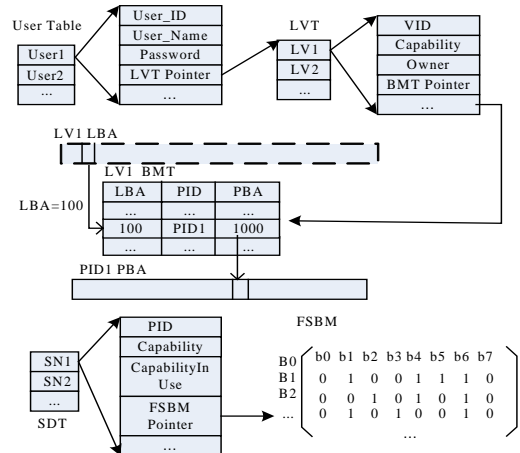 User Table
User1
User2
...
User_ID
User_Name
Password
LVT Pointer
...
LVT
LV1
LV2
...
VID
Capability
Owner
BMT Pointer
...
LV1 LBA
LV1 BMT
LBA=100
LBA PID PBA
... ... ...
100 PID1 1000
... ... ...
PID1 PBA
SN1
SN2
...
SDT
PID
Capability
CapabilityIn
Use
FSBM
Pointer
...
FSBM
b0 b1 b2 b3 b4 b5 b6 b7
B0 0 1 0 0 1 1 1 0
B1 0 0 1 0 1 0 1 0
B2 0 1 0 1 0 0 1 0
...
...